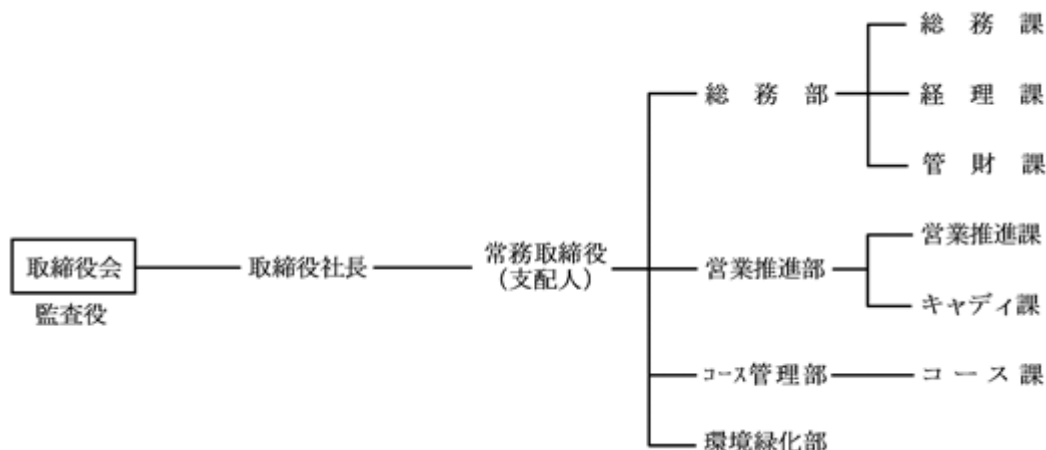 取締役会
監査役
取締役社長
常務取締役
（支配人）
総務部
総務課
経理課
管財課
営業推進部
営業推進課
キャディ課
コース管理部
コース課
環境緑化部